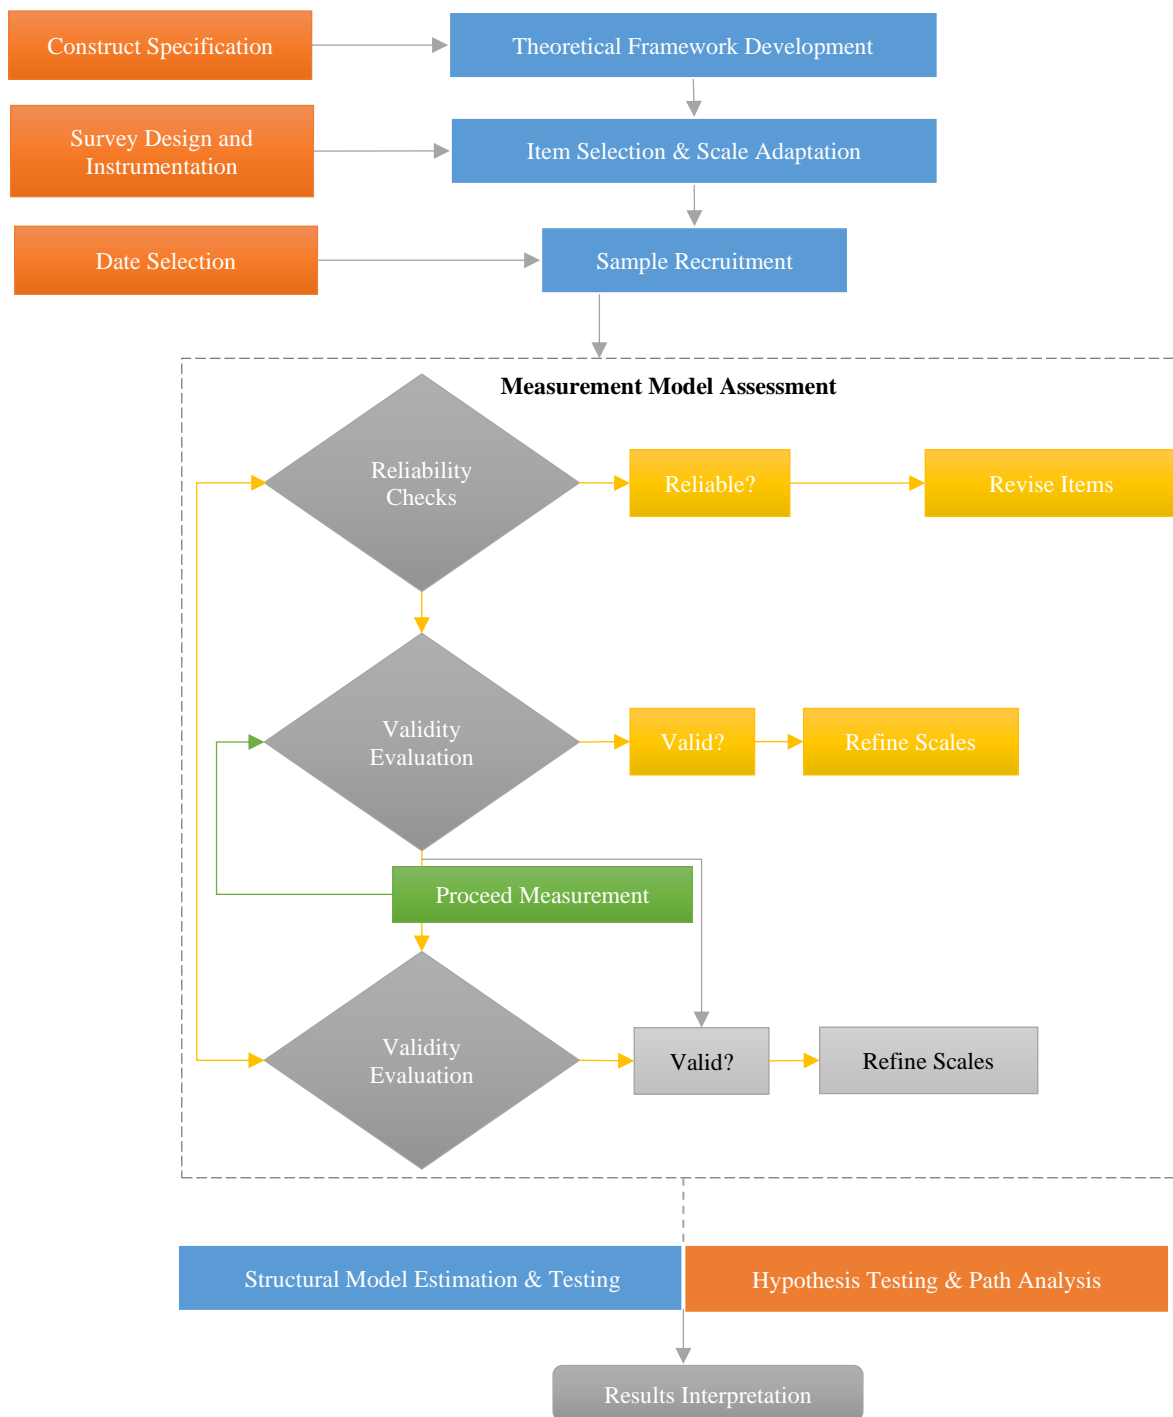 Construct Specification
Theoretical Framework Development
Survey Design and
Instrumentation
Item Selection & Scale Adaptation
Date Selection
Sample Recruitment
Measurement Model Assessment
Reliability
Checks
Reliable?
Revise Items
Validity
Evaluation
Valid?
Refine Scales
Proceed Measurement
Validity
Evaluation
Valid?
Refine Scales
Structural Model Estimation & Testing
Hypothesis Testing & Path Analysis
Results Interpretation